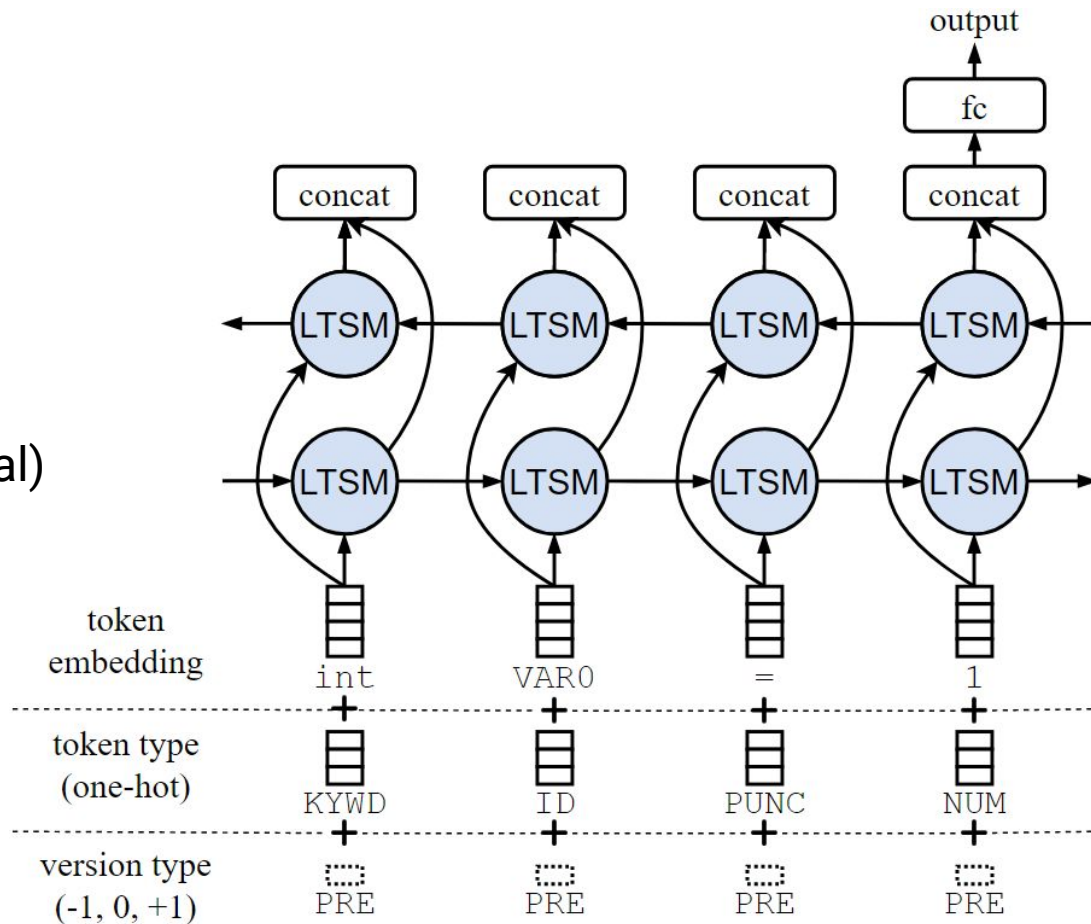 output
fc
concat concat concat concat
LTSM LTSM LTSM LTSM
al)
LTSM LTSM LTSM LTSM
token
embedding
int VAR0 = 1
+ + + +
token type
(one-hot)
KYWD ID PUNC NUM
+ + + +
version type
(-1, 0, +1)
PRE PRE PRE PRE